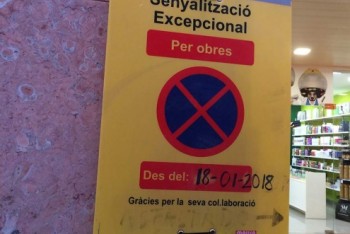 Senyalització
Excepcional
Per obres
Des del: 18-01-2018
Gràcies per la seva col.laboració